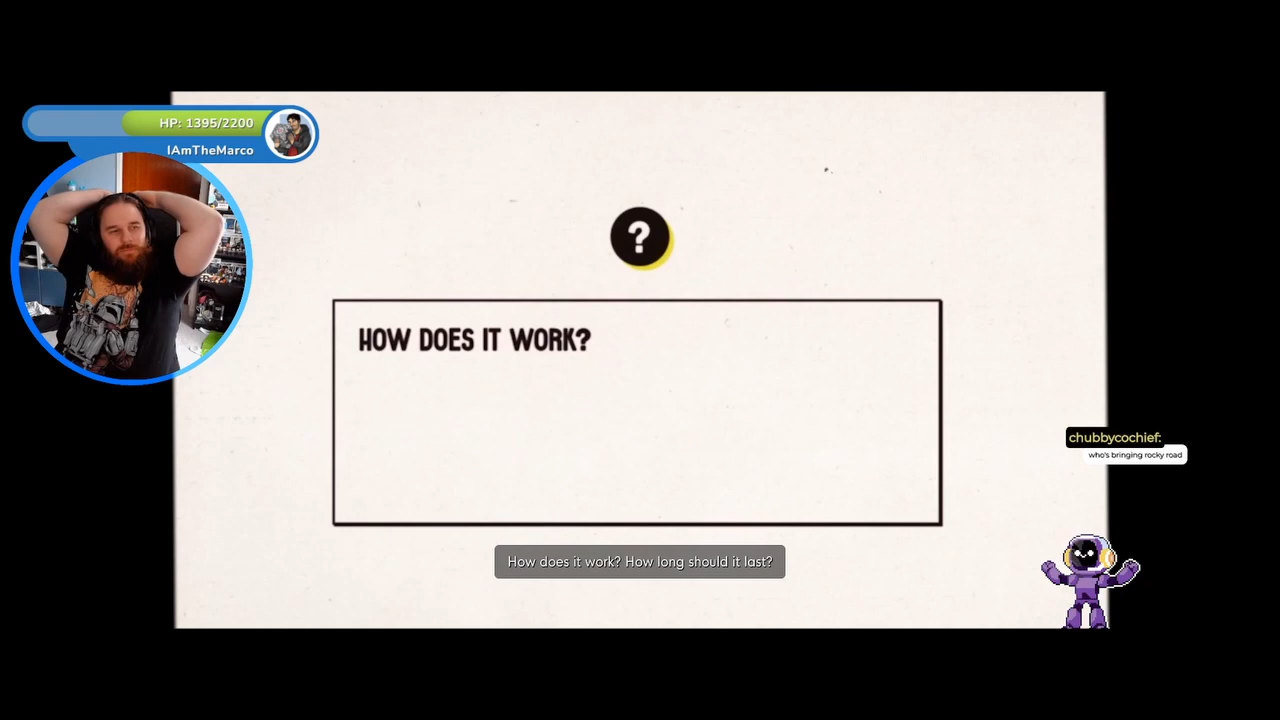 HP: 1395/2200
IAmTheMarco
?
HOW DOES IT WORK?
chubbycochief:
who's bringing rocky road
How does it work? How long should it last?